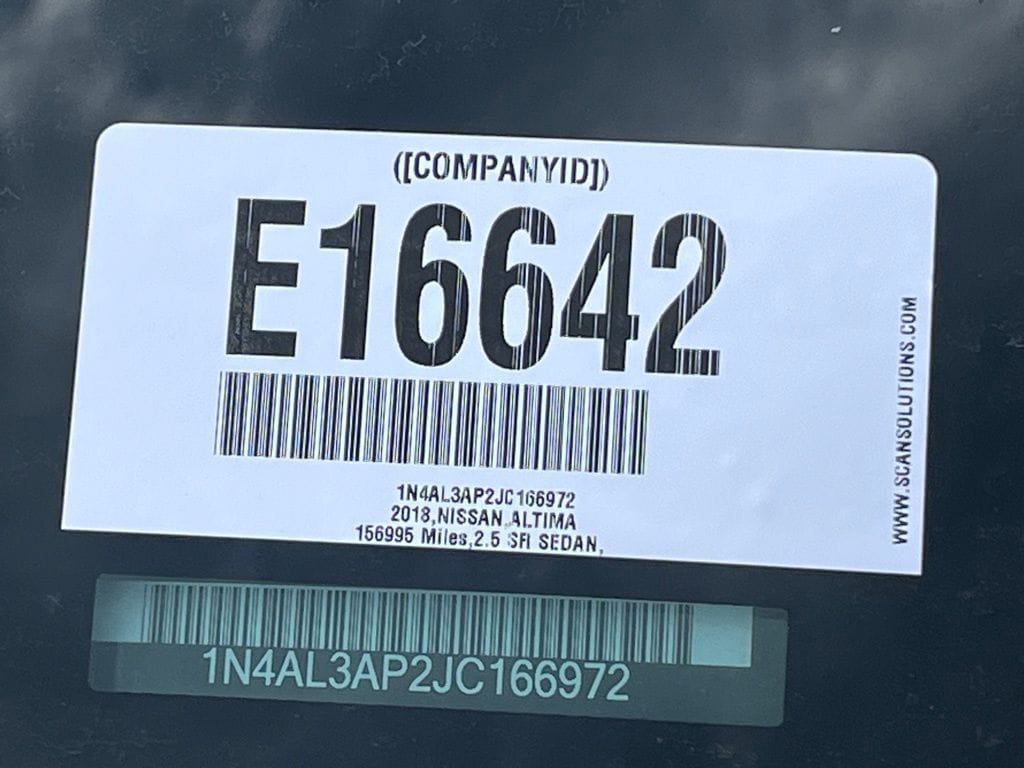 ([COMPANYID])
E16642
1N4AL3AP2JC166972
2018,NISSAN,ALTIMA
156995 Miles,2.5 SFI SEDAN,
WWW.SCANSOLUTIONS.COM
1N4AL3AP2JC166972